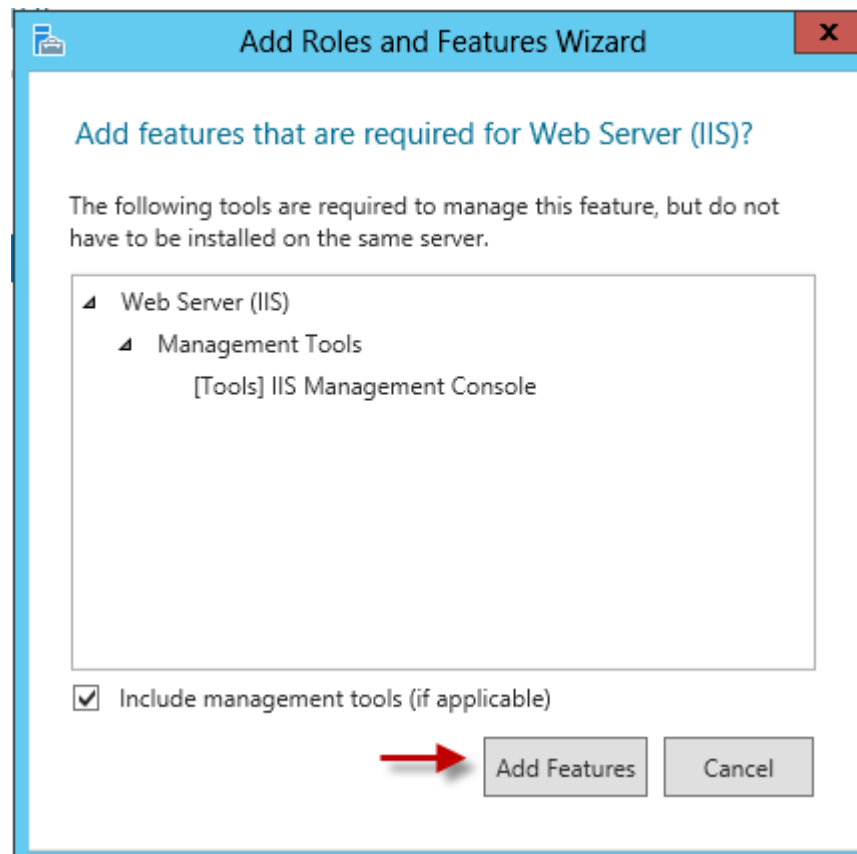 Add Roles and Features Wizard
x
Add features that are required for Web Server (IIS)?
The following tools are required to manage this feature, but do not
have to be installed on the same server.
Web Server (IIS)
Management Tools
[Tools] IIS Management Console
Include management tools (if applicable)
Add Features
Cancel